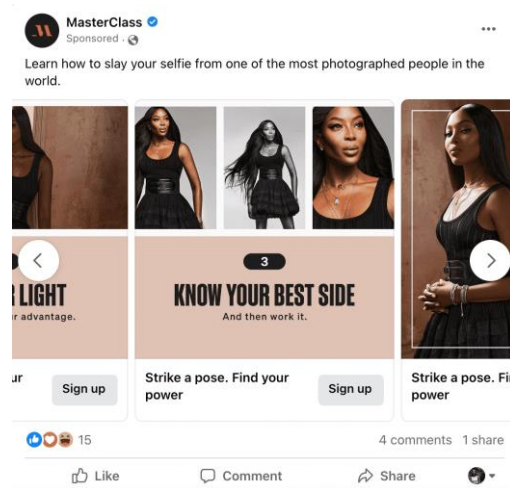 MasterClass
Sponsored ·
Learn how to slay your selfie from one of the most photographed people in the
world.
LIGHT
advantage.
3
KNOW YOUR BEST SIDE
And then work it.
Sign up
Strike a pose. Find your
power
Sign up
Strike a pose.
power
15
4 comments 1 share
Like Comment Share